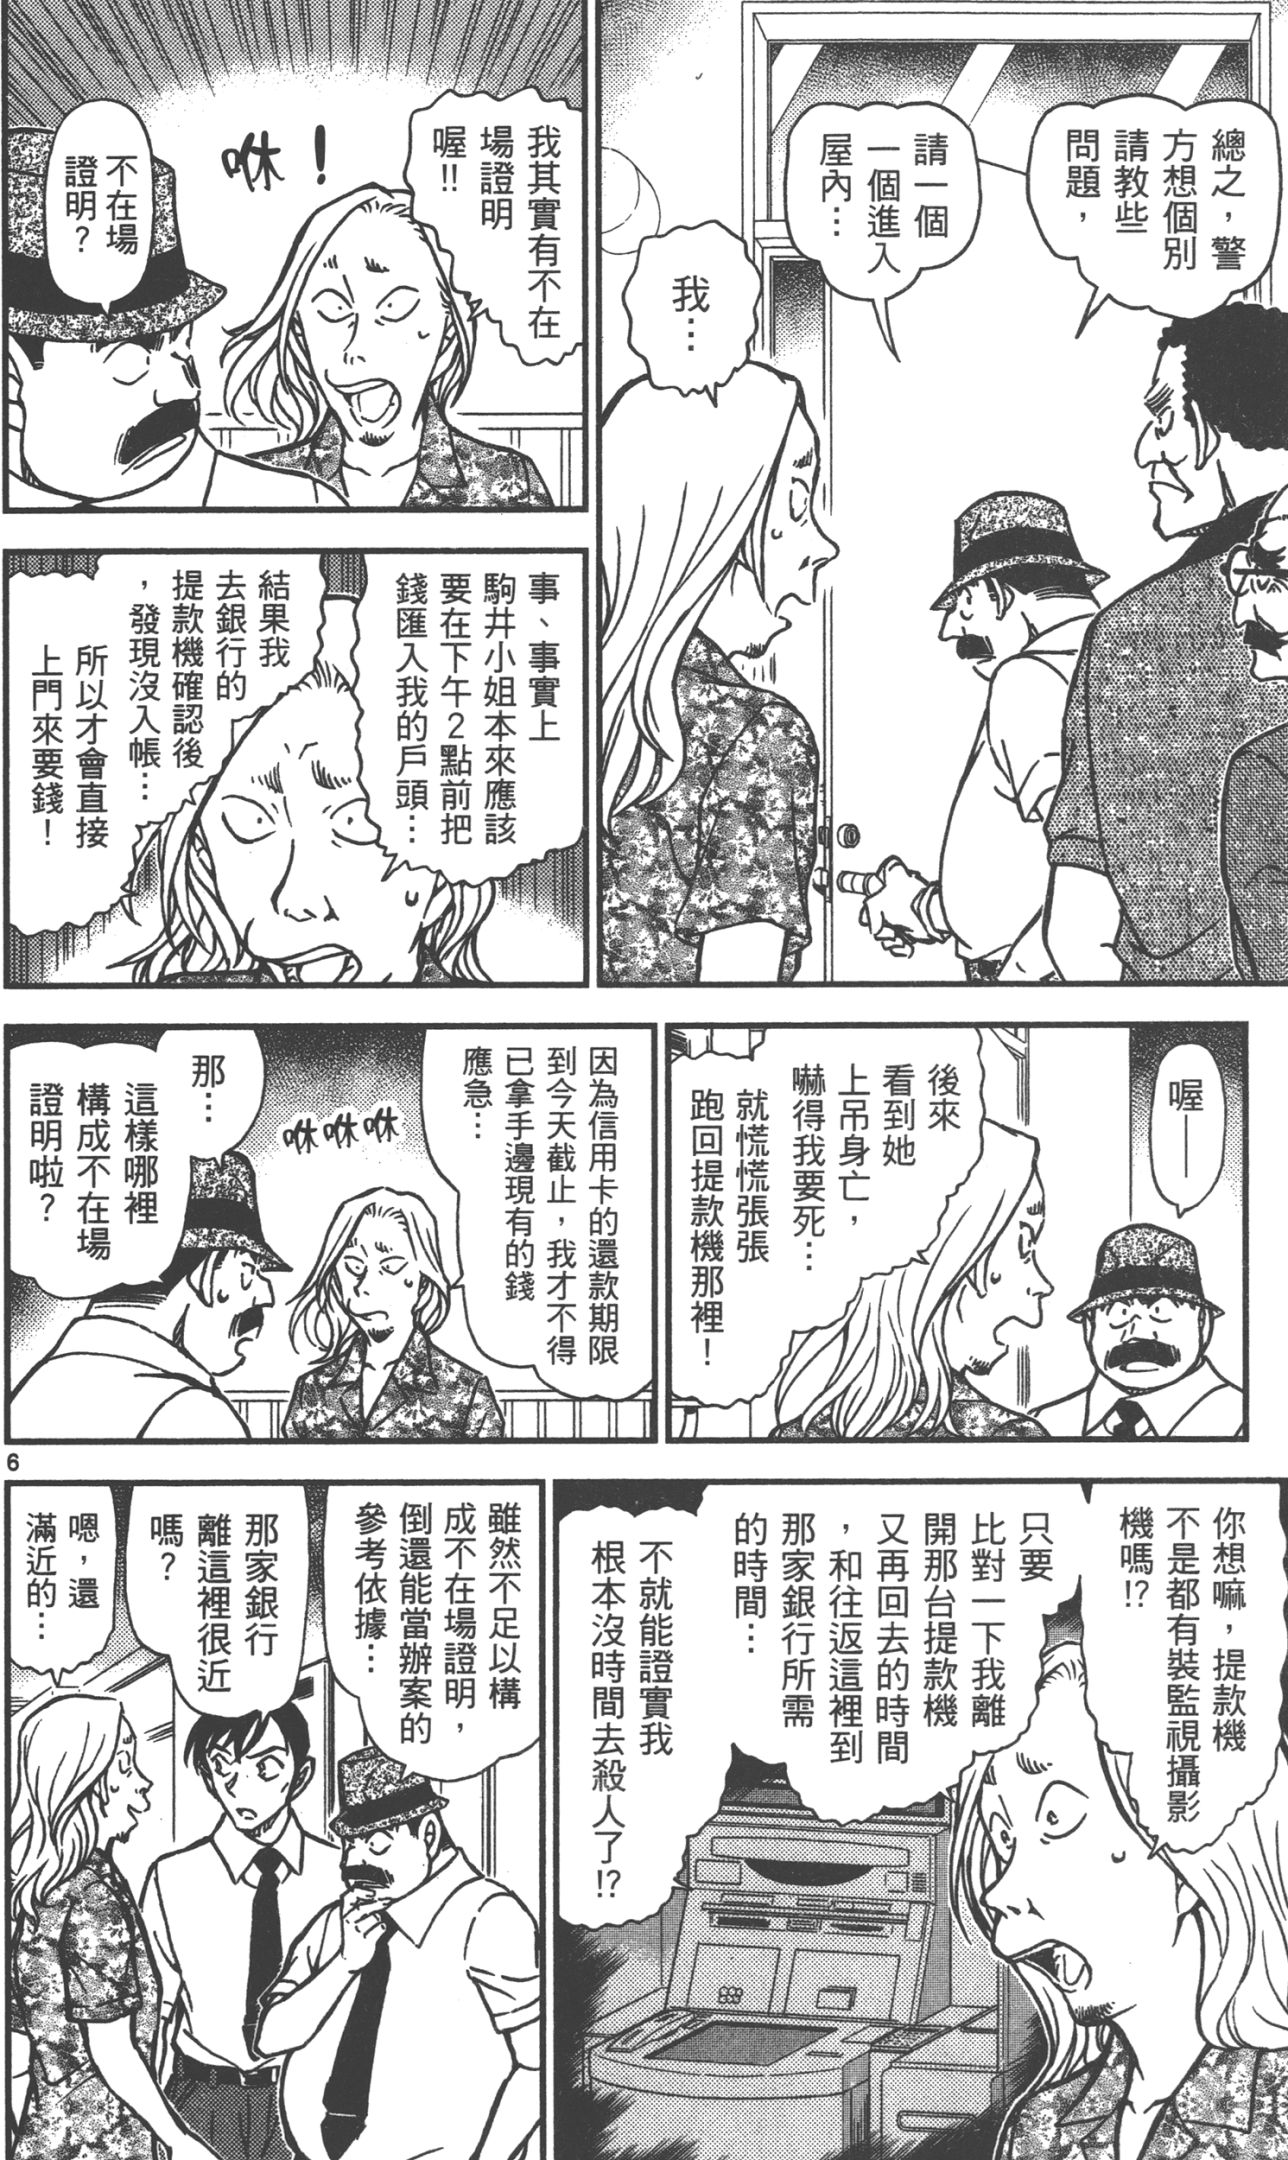 總之，警
方想個別
請教些
問題，
請一個
一個進入
屋內…
我…
我其實有不在
場證明
喔!!
咻！
不在場
證明？
事、事實上
駒井小姐本來應該
要在下午2點前把
錢匯入我的戶頭…
結果我
去銀行的
提款機確認後
，發現沒入帳…
所以才會直接
上門來要錢！
喔——
後來
看到她
上吊身亡，
嚇得我要死…
就慌慌張張
跑回提款機那裡！
因為信用卡的還款期限
到今天截止，我才不得
已拿手邊現有的錢
應急…
咻咻咻
那…
這樣哪裡
構成不在場
證明啦？
6
你想嘛，提款機
不是都有裝監視攝影
機嗎!?
只要
比對一下我離
開那台提款機
又再回去的時間
，和往返這裡到
那家銀行所需
的時間…
不就能證實我
根本沒時間去殺人了!?
雖然不足以構
成不在場證明，
倒還能當辦案的
參考依據…
那家銀行
離這裡很近
嗎？
嗯，還
滿近的…